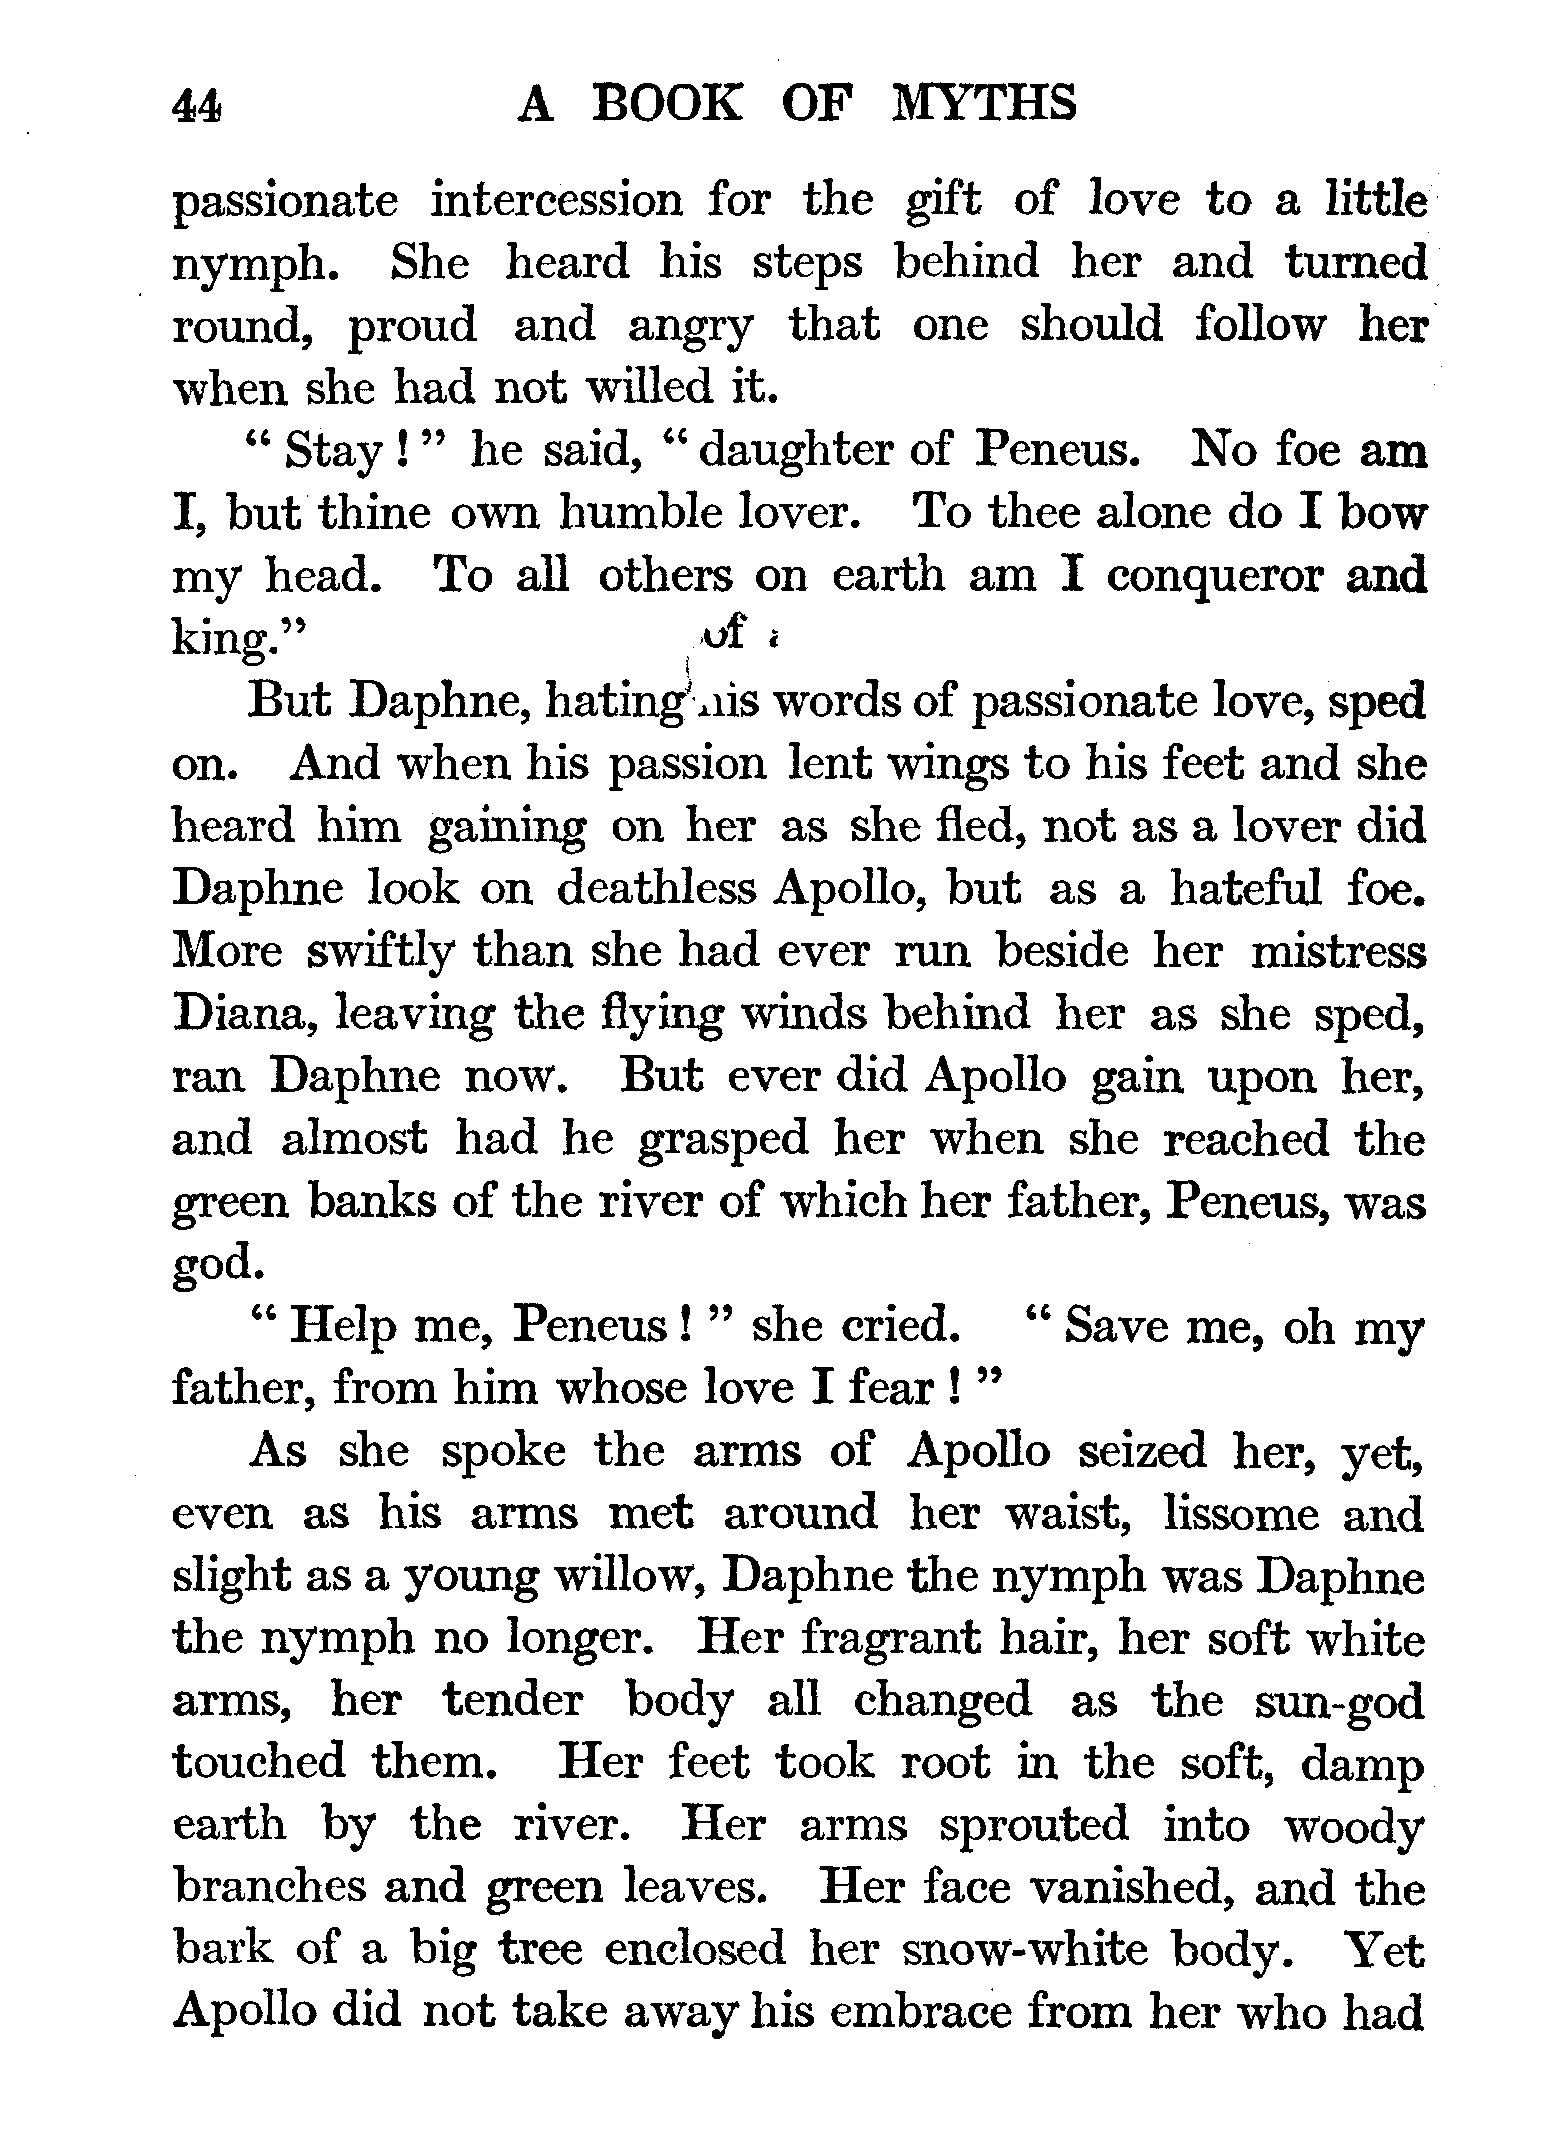 44 A BOOK OF MYTHS
passionate intercession for the gift of love to a little
nymph. She heard his steps behind her and turned
round, proud and angry that one should follow her
when she had not willed it.
“ Stay ! ” he said, “ daughter of Peneus. No foe am
I, but thine own humble lover. To thee alone do I bow
my head. To all others on earth am I conqueror and
king.” of
But Daphne, hating his words of passionate love, sped
on. And when his passion lent wings to his feet and she
heard him gaining on her as she fled, not as a lover did
Daphne look on deathless Apollo, but as a hateful foe.
More swiftly than she had ever run beside her mistress
Diana, leaving the flying winds behind her as she sped,
ran Daphne now. But ever did Apollo gain upon her,
and almost had he grasped her when she reached the
green banks of the river of which her father, Peneus, was
god.
“ Help me, Peneus ! ” she cried. “ Save me, oh my
father, from him whose love I fear ! ”
As she spoke the arms of Apollo seized her, yet,
even as his arms met around her waist, lissome and
slight as a young willow, Daphne the nymph was Daphne
the nymph no longer. Her fragrant hair, her soft white
arms, her tender body all changed as the sun-god
touched them. Her feet took root in the soft, damp
earth by the river. Her arms sprouted into woody
branches and green leaves. Her face vanished, and the
bark of a big tree enclosed her snow-white body. Yet
Apollo did not take away his embrace from her who had